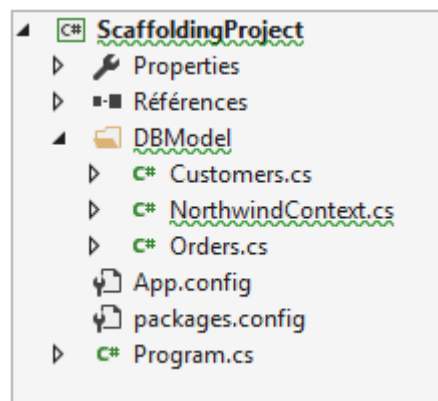 C# ScaffoldingProject
Properties
Références
DBModel
C# Customers.cs
C# NorthwindContext.cs
C# Orders.cs
App.config
packages.config
C# Program.cs